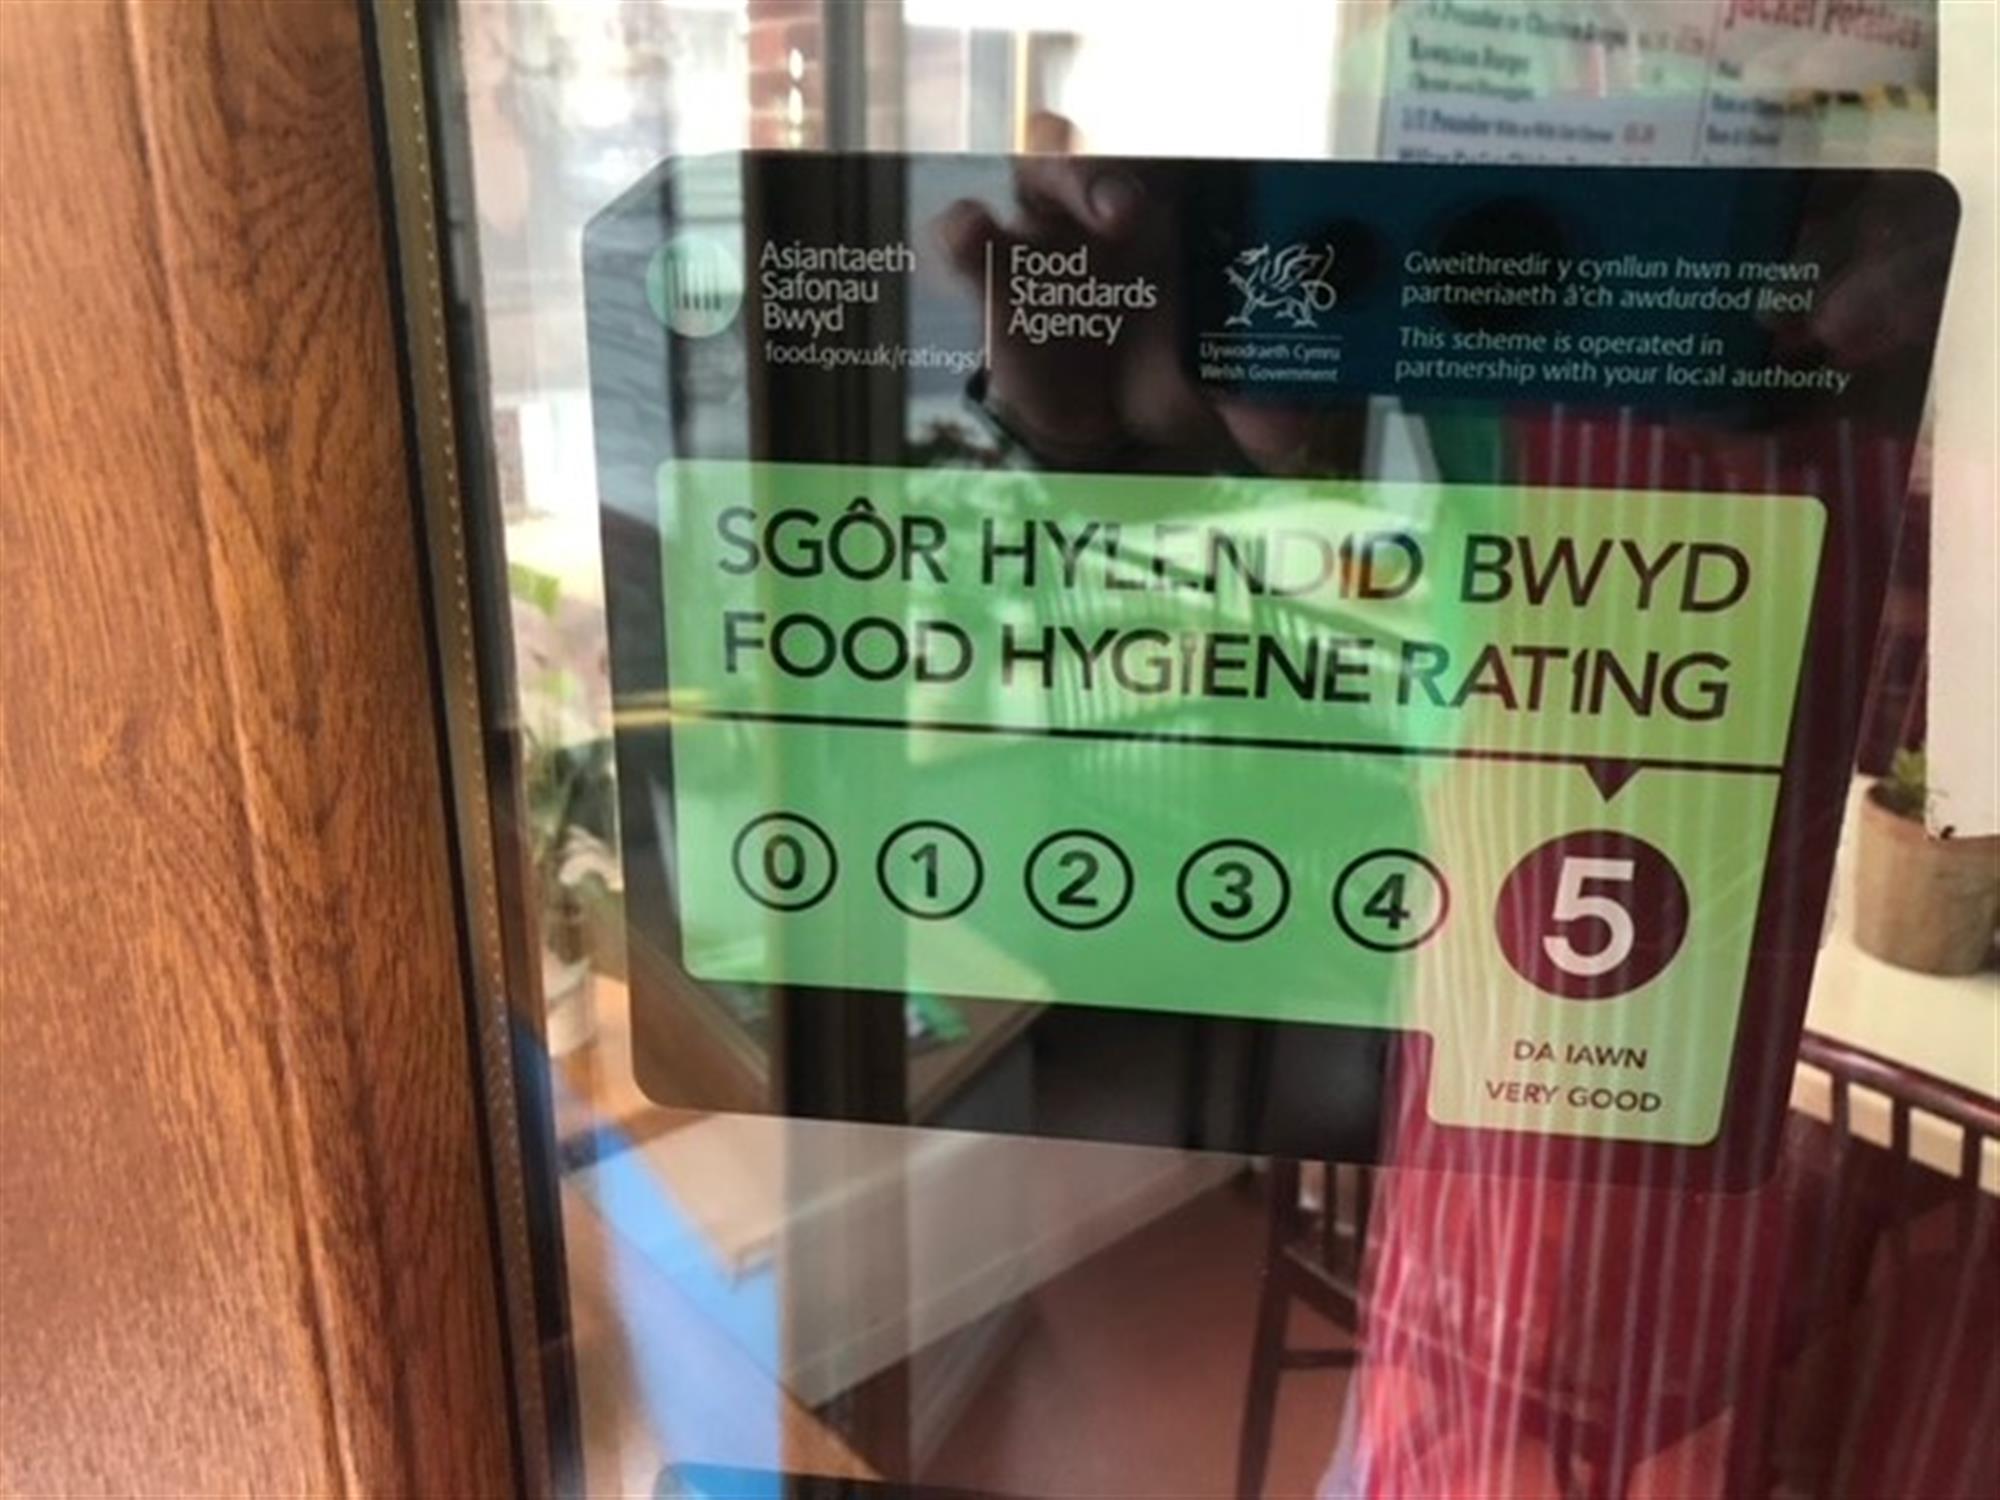 Jacket Potatoes
Asiantaeth
Safonau
Bwyd
food.gov.uk/ratings
Food
Standards
Agency
Llywodraeth Cymru
Welsh Government
Gweithredir y cynllun hwn mewn
partneriaeth â'ch awdurdod lleol
This scheme is operated in
partnership with your local authority
SGÔR HYLENDID BWYD
FOOD HYGIENE RATING
0 1 2 3 4 5
DA IAWN
VERY GOOD